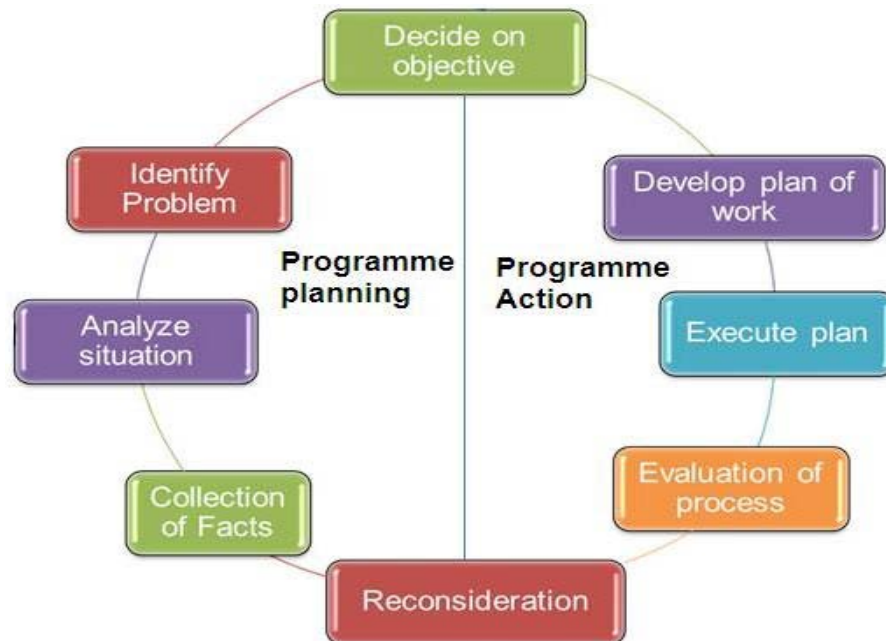 Decide on
objective
Identify
Problem
Develop plan of
work
Programme
planning
Programme
Action
Analyze
situation
Execute plan
Collection
of Facts
Evaluation of
process
Reconsideration